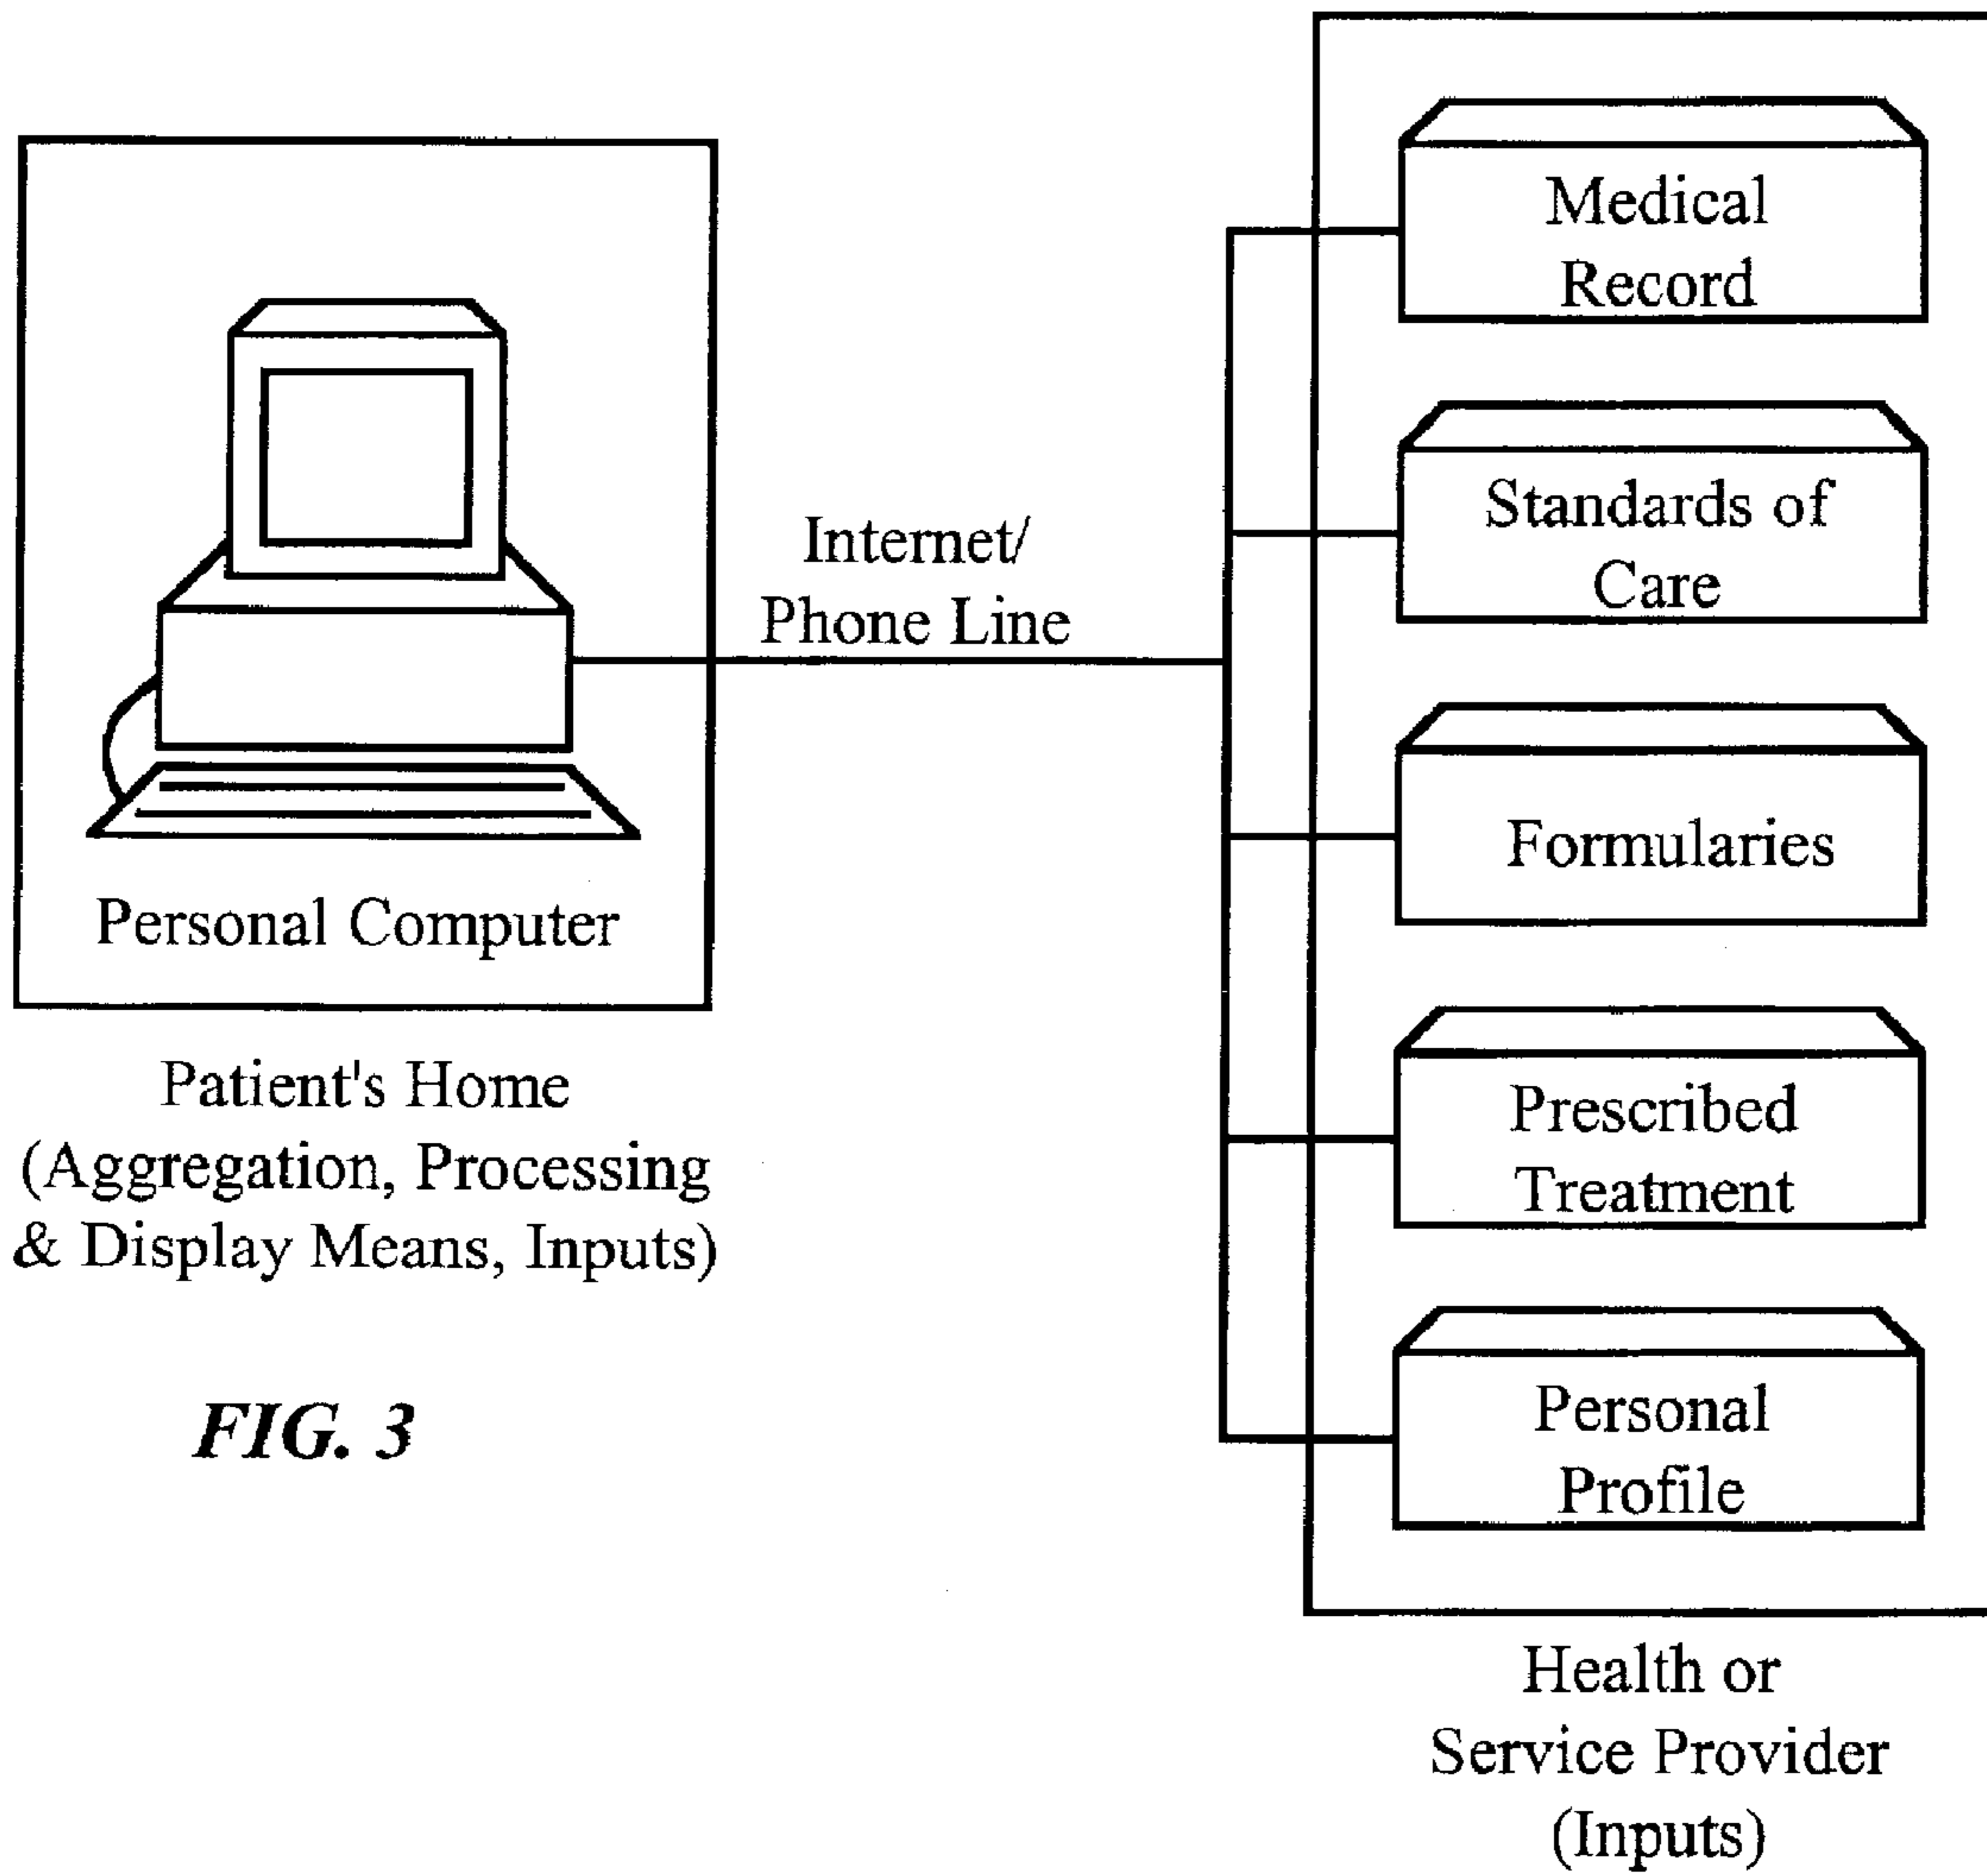 Personal Computer
Patient's Home
(Aggregation, Processing
& Display Means, Inputs)
FIG. 3
Internet/
Phone Line
Medical
Record
Standards of
Care
Formularies
Prescribed
Treatment
Personal
Profile
Health or
Service Provider
(Inputs)